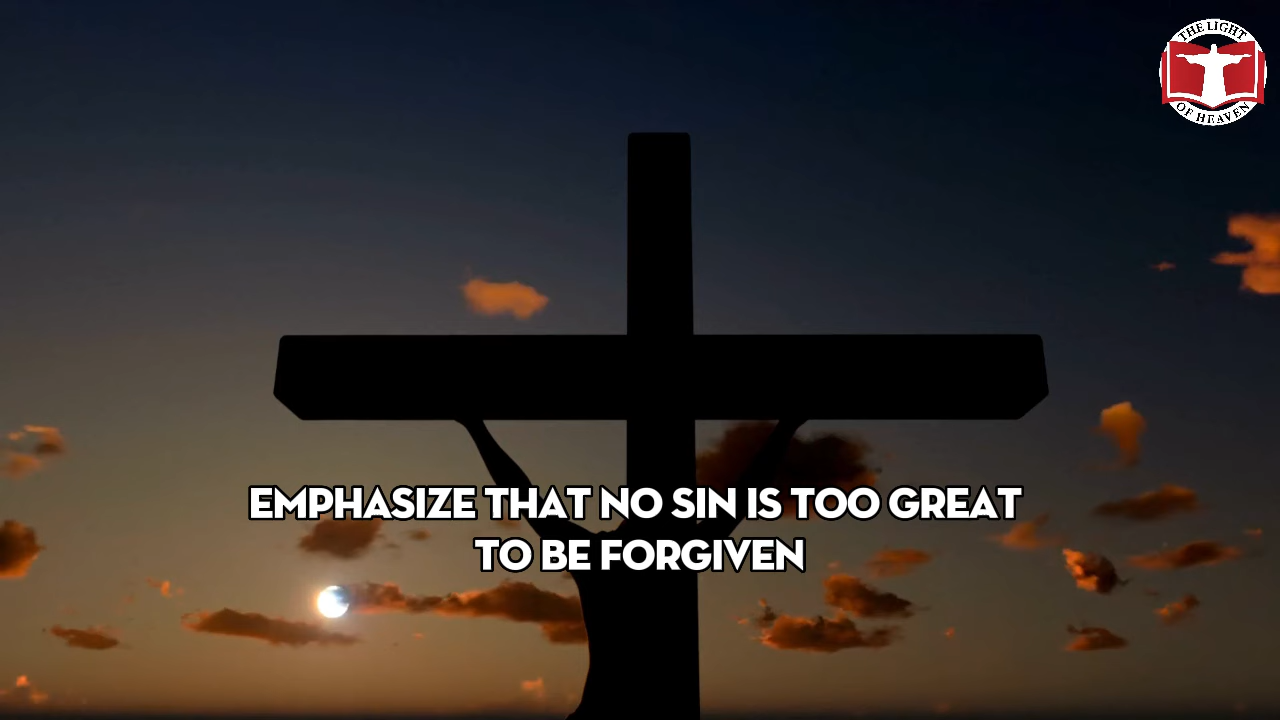 THE LIGHT
OF HEAVEN
EMPHASIZE THAT NO SIN IS TOO GREAT
TO BE FORGIVEN